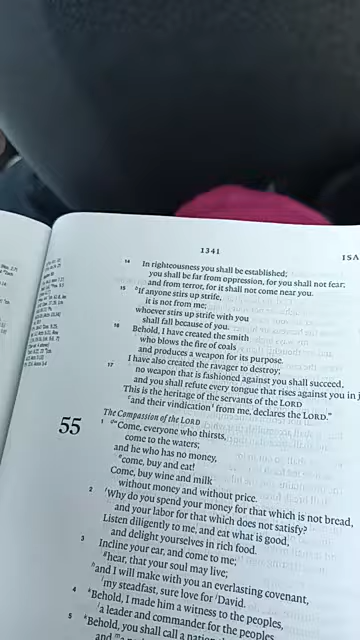 1341
ISA
14 In righteousness you shall be established;
you shall be far from oppression, for you shall not fear;
and from terror, for it shall not come near you.
15 If anyone stirs up strife,
it is not from me;
whoever stirs up strife with you
shall fall because of you.
16 Behold, I have created the smith
who blows the fire of coals
and produces a weapon for its purpose.
I have also created the ravager to destroy;
17 no weapon that is fashioned against you shall succeed,
and you shall refute every tongue that rises against you in j
This is the heritage of the servants of the LORD
and their vindication from me, declares the LORD."
The Compassion of the LORD
55 1 "Come, everyone who thirsts,
come to the waters;
and he who has no money,
come, buy and eat!
Come, buy wine and milk
without money and without price.
2 Why do you spend your money for that which is not bread,
and your labor for that which does not satisfy?
Listen diligently to me, and eat what is good,
and delight yourselves in rich food.
3 Incline your ear, and come to me;
hear, that your soul may live;
and I will make with you an everlasting covenant,
my steadfast, sure love for David.
4 Behold, I made him a witness to the peoples,
a leader and commander for the peoples.
5 Behold, you shall call a nation
and